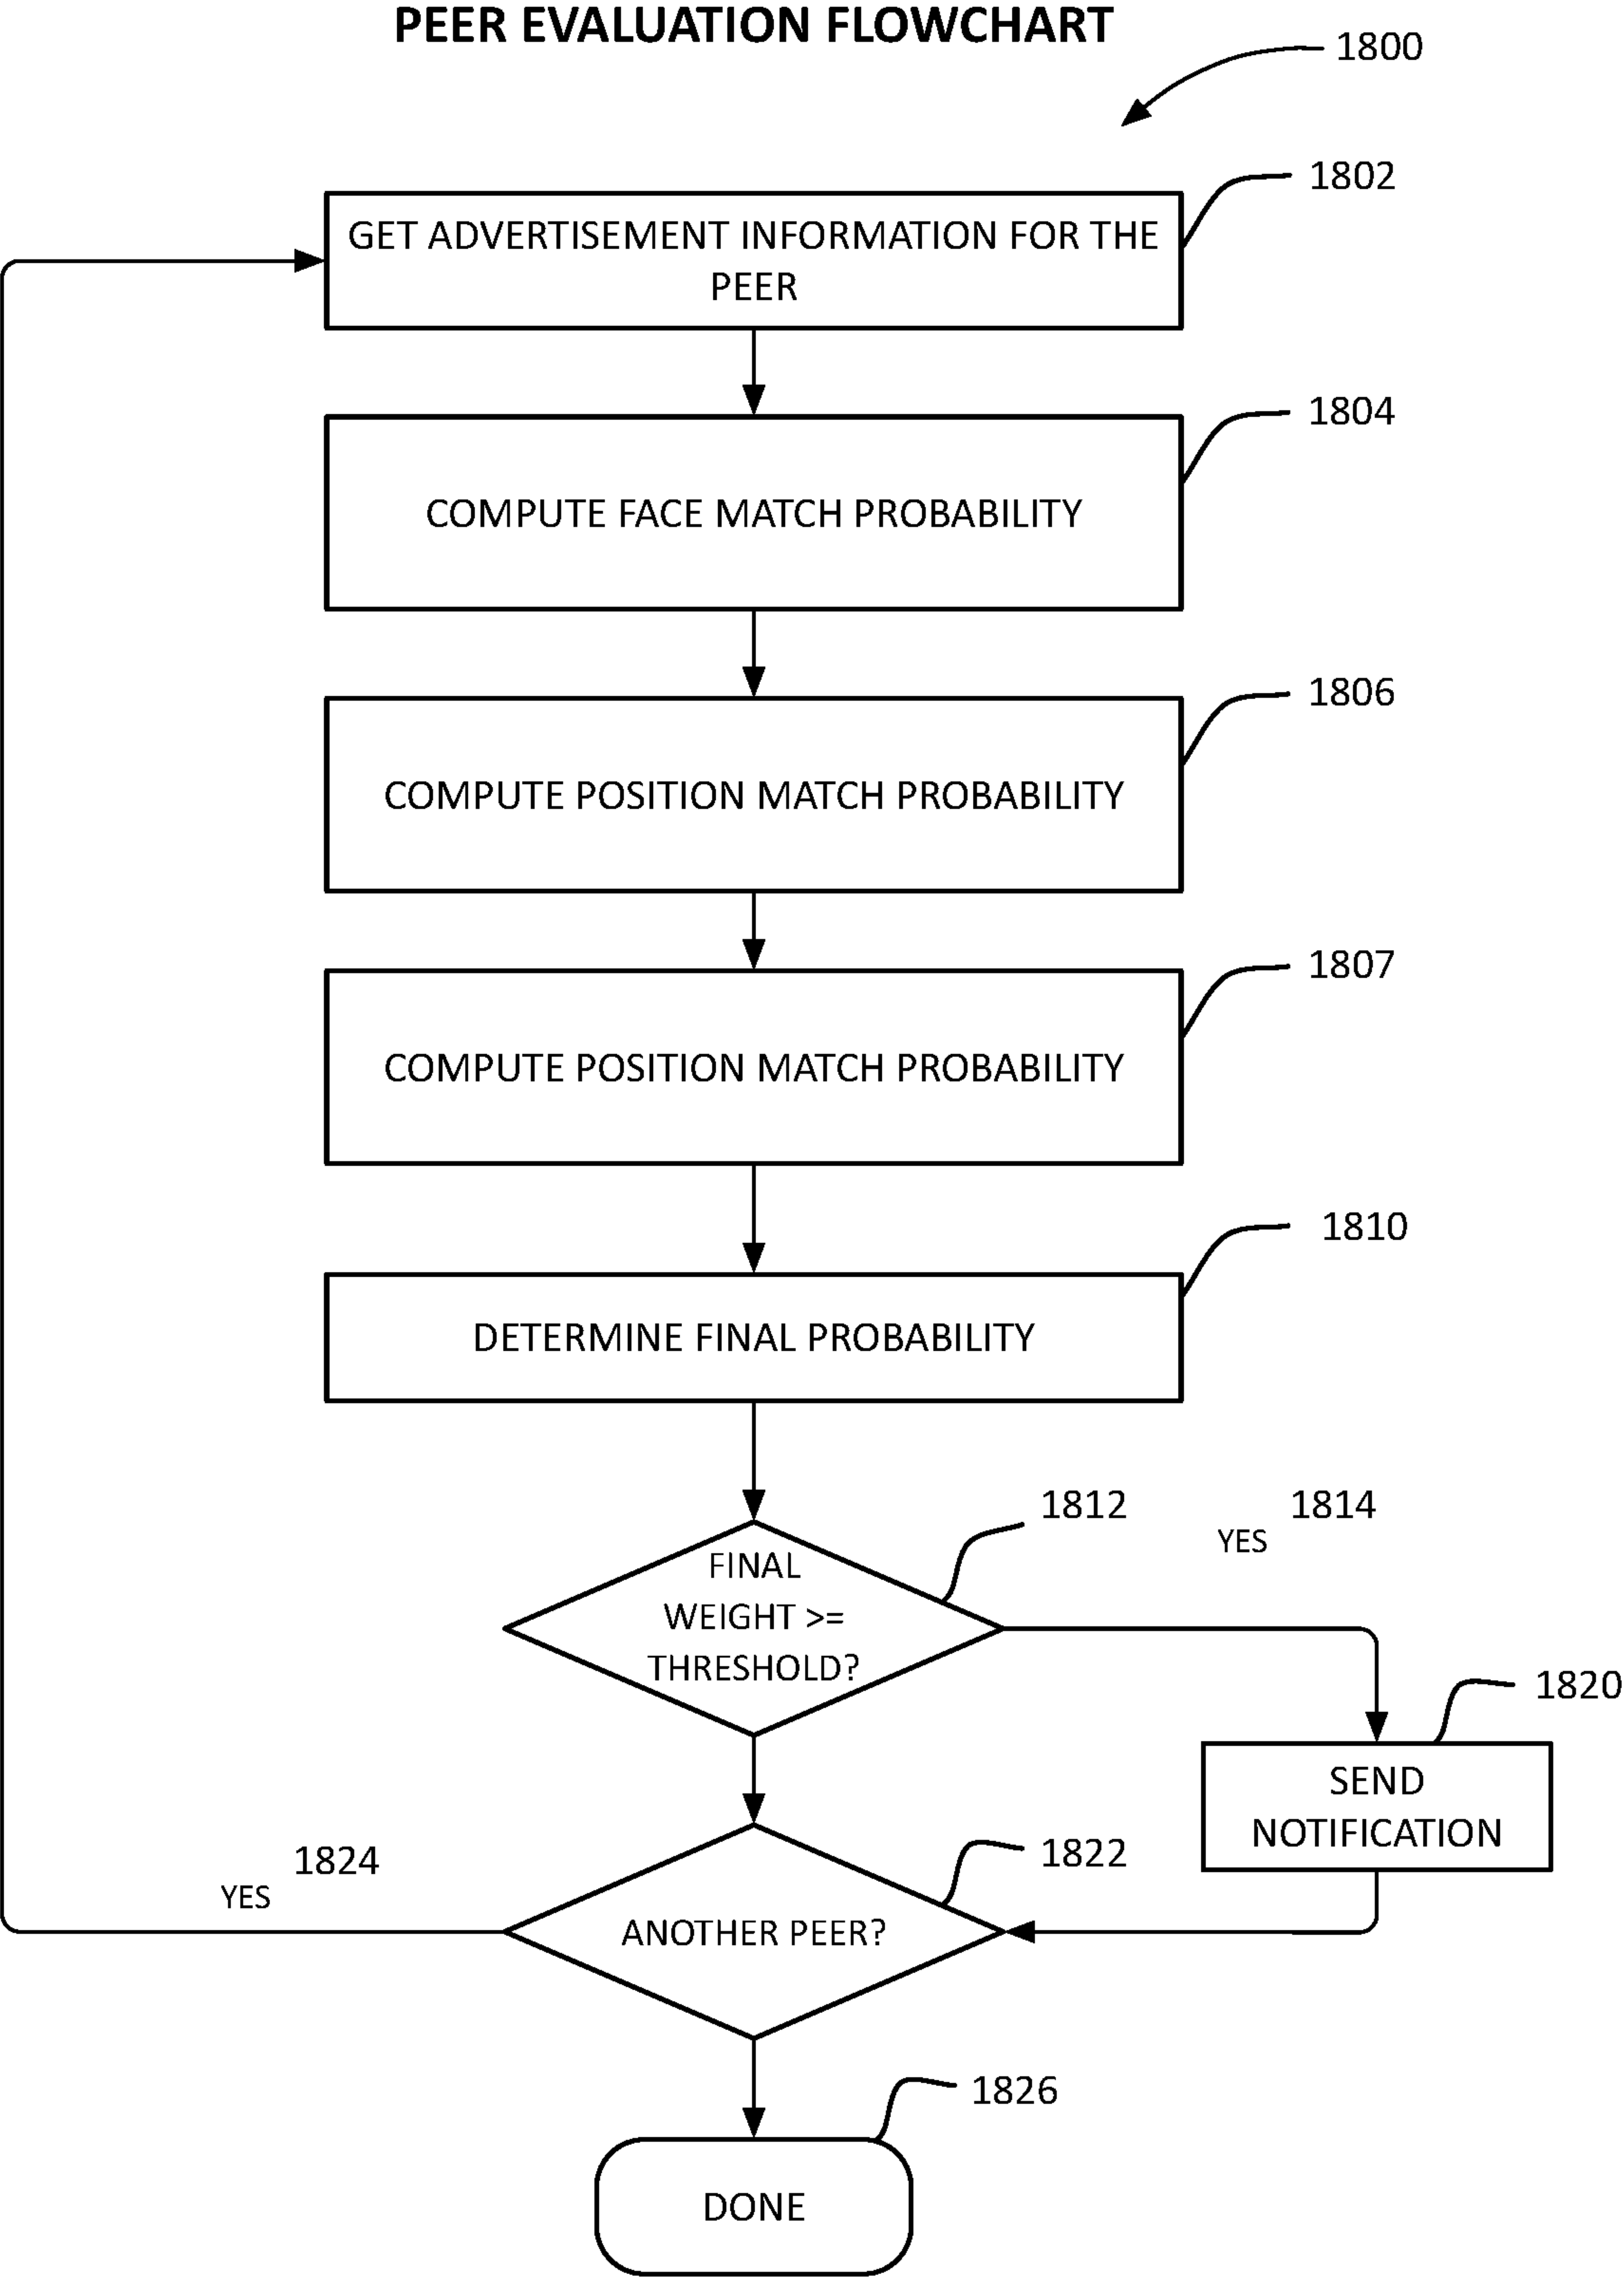 PEER EVALUATION FLOWCHART
1800
1802
GET ADVERTISEMENT INFORMATION FOR THE
PEER
1804
COMPUTE FACE MATCH PROBABILITY
1806
COMPUTE POSITION MATCH PROBABILITY
1807
COMPUTE POSITION MATCH PROBABILITY
1810
DETERMINE FINAL PROBABILITY
1812
1814
YES
FINAL
WEIGHT >=
THRESHOLD?
1820
SEND
NOTIFICATION
1822
1824
YES
ANOTHER PEER?
1826
DONE